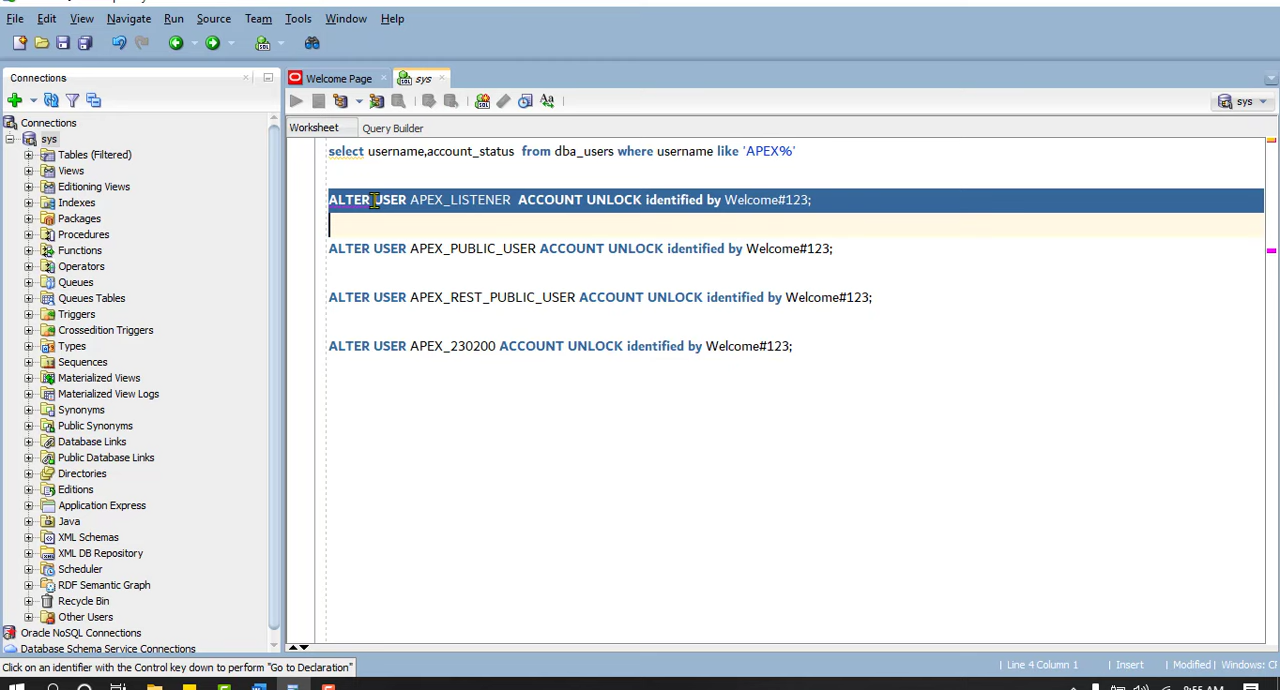 File Edit View Navigate Run Source Team Tools Window Help
Connections
Welcome Page
sys
sys
Worksheet
Query Builder
Connections
sys
Tables (Filtered)
Views
Editioning Views
Indexes
Packages
Procedures
Functions
Operators
Queues
Queues Tables
Triggers
Crossedition Triggers
Types
Sequences
Materialized Views
Materialized View Logs
Synonyms
Public Synonyms
Database Links
Public Database Links
Directories
Editions
Application Express
Java
XML Schemas
XML DB Repository
Scheduler
RDF Semantic Graph
Recycle Bin
Other Users
Oracle NoSQL Connections
Database Schema Service Connections
select username,account_status from dba_users where username like 'APEX%'
ALTER USER APEX_LISTENER ACCOUNT UNLOCK identified by Welcome#123;
ALTER USER APEX_PUBLIC_USER ACCOUNT UNLOCK identified by Welcome#123;
ALTER USER APEX_REST_PUBLIC_USER ACCOUNT UNLOCK identified by Welcome#123;
ALTER USER APEX_230200 ACCOUNT UNLOCK identified by Welcome#123;
Click on an identifier with the Control key down to perform "Go to Declaration"
Line 4 Column 1
Insert
Modified
Windows: